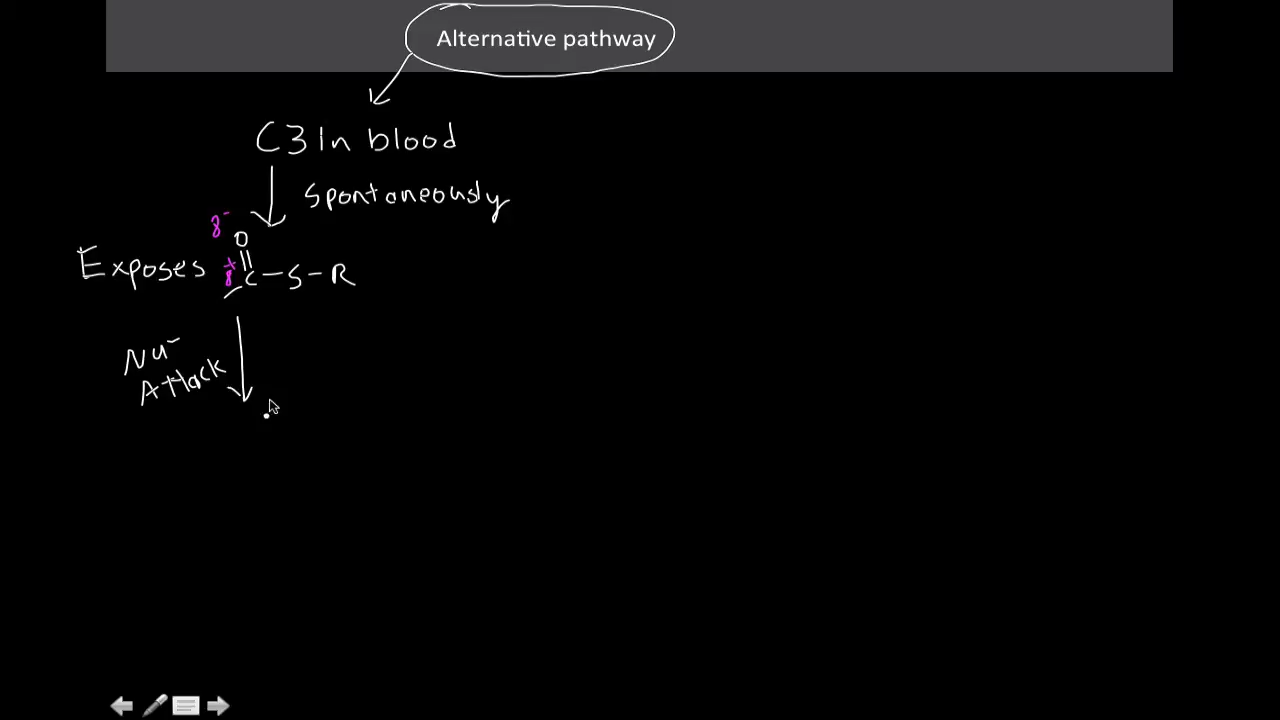 Alternative pathway
C3 In blood
Spontaneously
δ-
O
Exposes δ+ C-S-R
Nu-
Attack